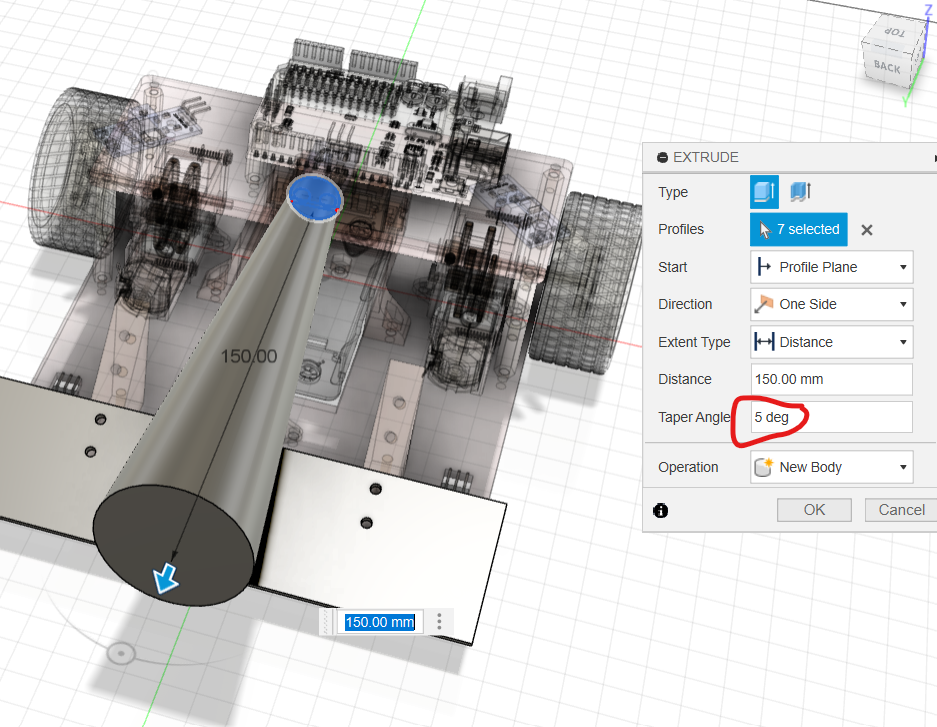 Z
TOP
BACK
Y
EXTRUDE
Type
Profiles 7 selected
Start Profile Plane
Direction One Side
Extent Type Distance
Distance 150.00 mm
Taper Angle 5 deg
Operation New Body
OK Cancel
150.00
150.00 mm